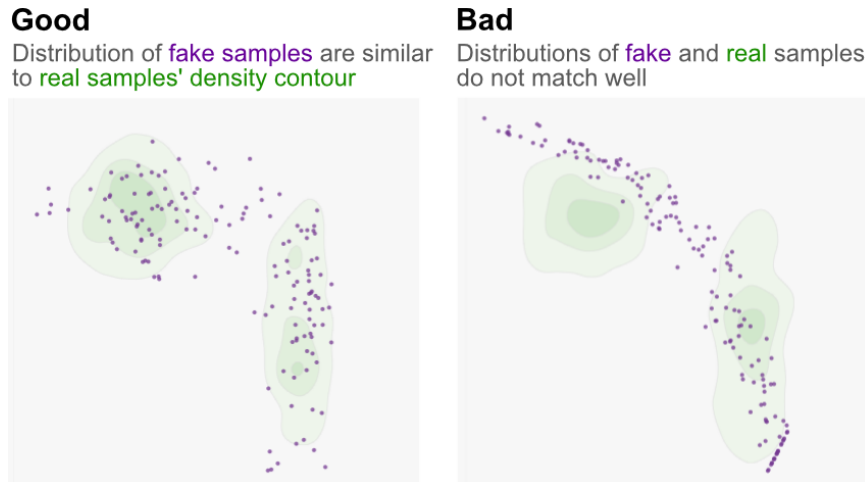 Good
Distribution of fake samples are similar
to real samples' density contour
Bad
Distributions of fake and real samples
do not match well